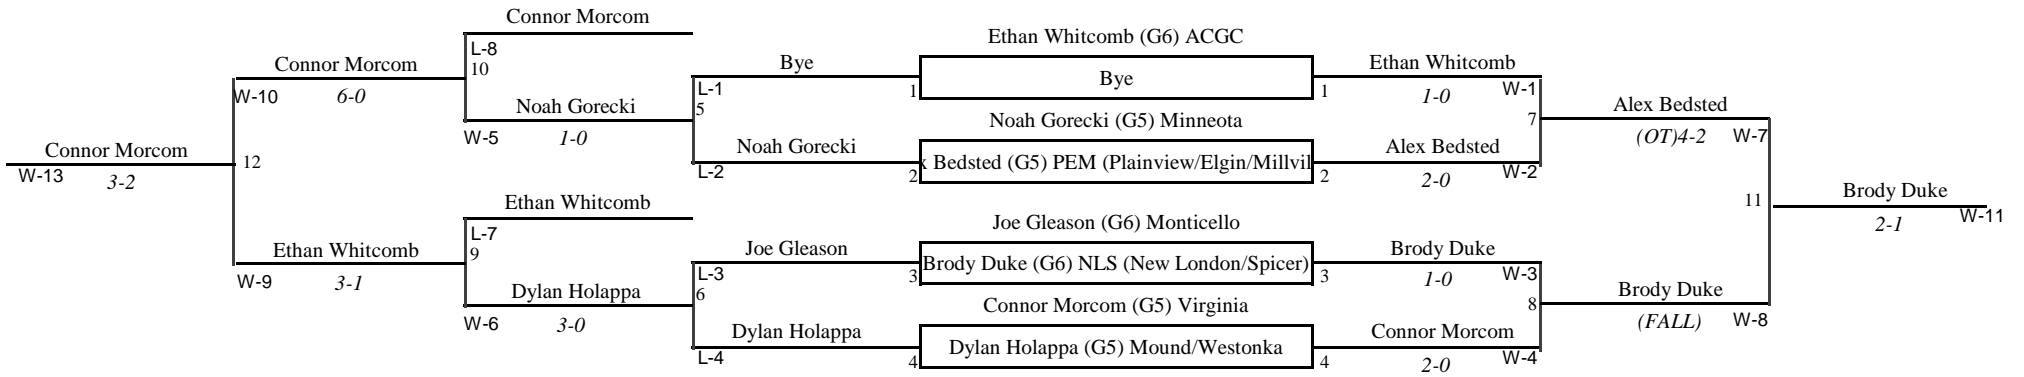 Connor Morcom
Ethan Whitcomb (G6) ACGC
L-8
10
Connor Morcom
Bye
Bye
Ethan Whitcomb
W-10
6-0
L-1
1
1
1-0
W-1
Noah Gorecki
5
Alex Bedsted
W-5
1-0
Noah Gorecki (G5) Minneota
7
(OT)4-2
W-7
Connor Morcom
12
Noah Gorecki
Bedsted (G5) PEM (Plainview/Elgin/Millvil
Alex Bedsted
W-13
3-2
L-2
2
2
2-0
W-2
Ethan Whitcomb
Brody Duke
11
L-7
Joe Gleason (G6) Monticello
2-1
W-11
Ethan Whitcomb
9
Joe Gleason
Brody Duke (G6) NLS (New London/Spicer)
Brody Duke
W-9
3-1
L-3
3
3
1-0
W-3
Dylan Holappa
6
Brody Duke
W-6
3-0
Connor Morcom (G5) Virginia
8
(FALL)
W-8
Dylan Holappa
Dylan Holappa (G5) Mound/Westonka
Connor Morcom
L-4
4
4
2-0
W-4